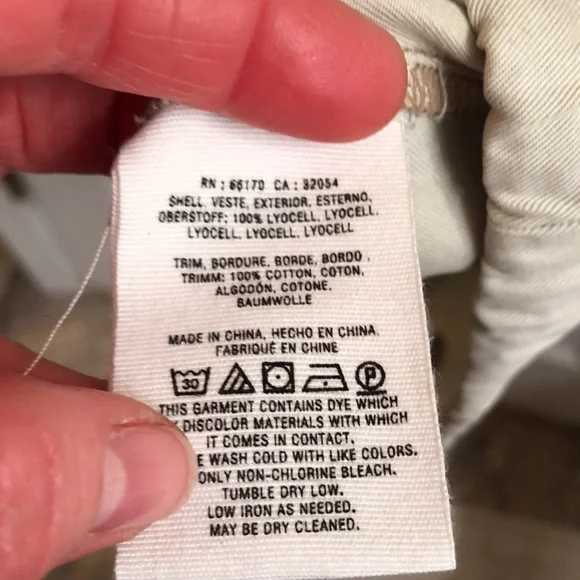 RN : 66170 CA : 32054
SHELL, VESTE, EXTERIOR, ESTERNO,
OBERSTOFF: 100% LYOCELL, LYOCELL,
LYOCELL, LYOCELL, LYOCELL
TRIM, BORDURE, BORDE, BORDO,
TRIMM: 100% COTTON, COTON,
ALGODÓN, COTONE,
BAUMWOLLE
MADE IN CHINA, HECHO EN CHINA,
FABRIQUÉ EN CHINE
30 P
THIS GARMENT CONTAINS DYE WHICH
DISCOLOR MATERIALS WITH WHICH
IT COMES IN CONTACT.
WASH COLD WITH LIKE COLORS.
ONLY NON-CHLORINE BLEACH.
TUMBLE DRY LOW.
LOW IRON AS NEEDED.
MAY BE DRY CLEANED.